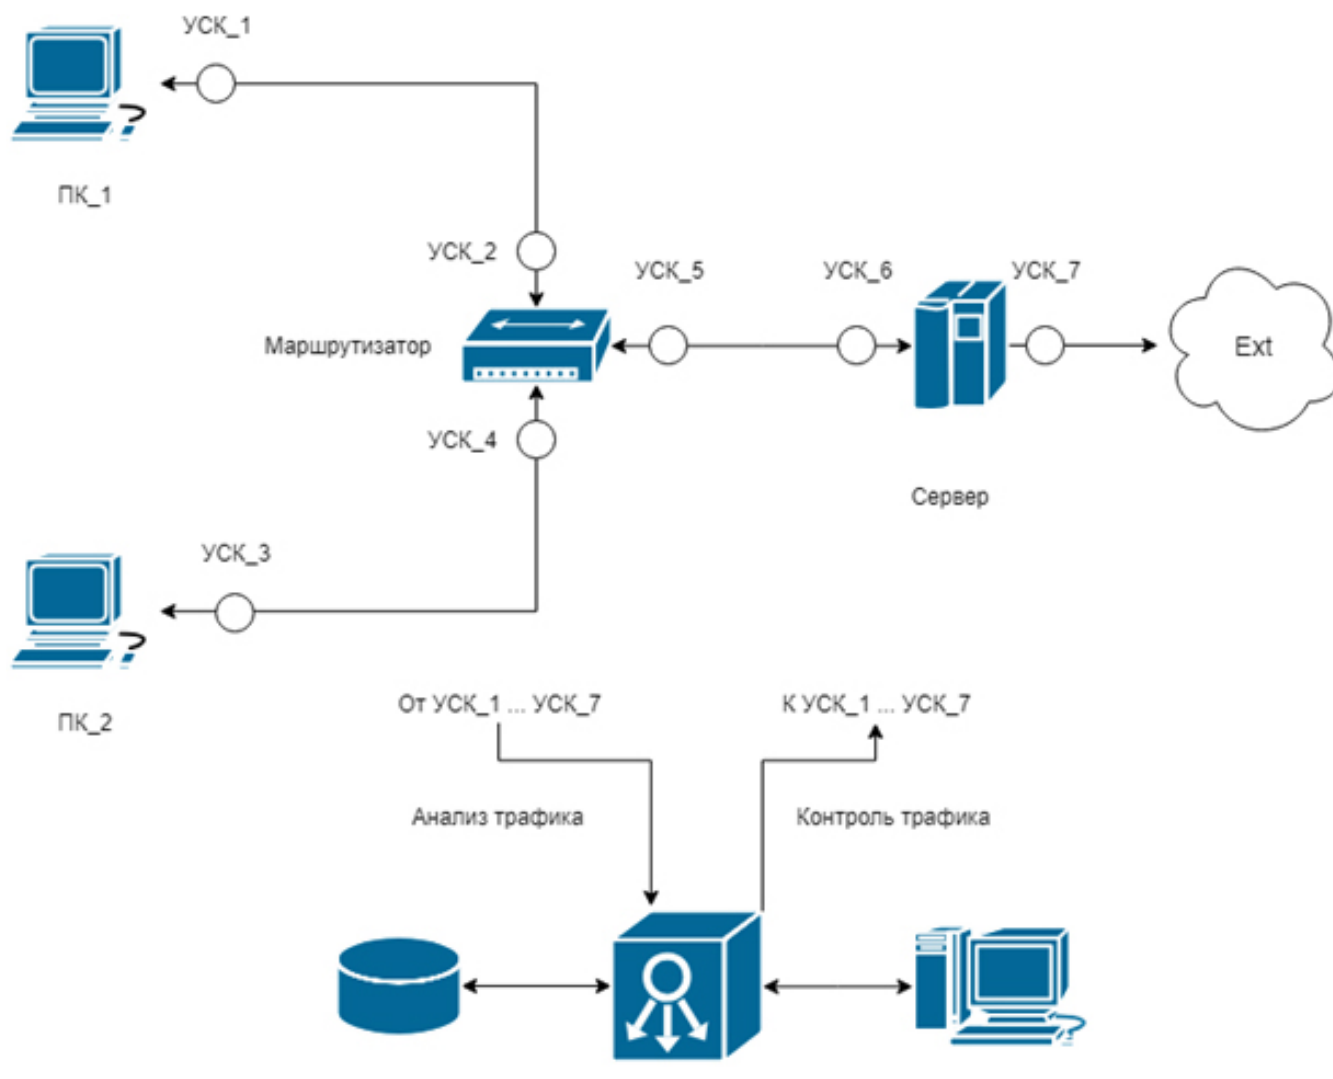 УСК_1
ПК_1
УСК_2
УСК_5
УСК_6
УСК_7
Маршрутизатор
Ext
УСК_4
Сервер
УСК_3
ПК_2
От УСК_1 ... УСК_7
К УСК_1 ... УСК_7
Анализ трафика
Контроль трафика